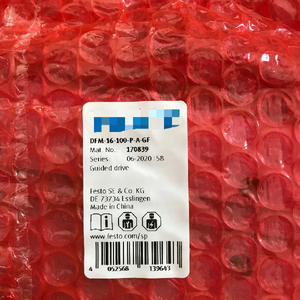 DFM-16-100-P-A-GF
Mat. No.: 170839
Series: 06-2020 J58
Guided drive
Festo SE & Co. KG
DE-73734 Esslingen
Made in China
www.festo.com/sp
4 052568 139643